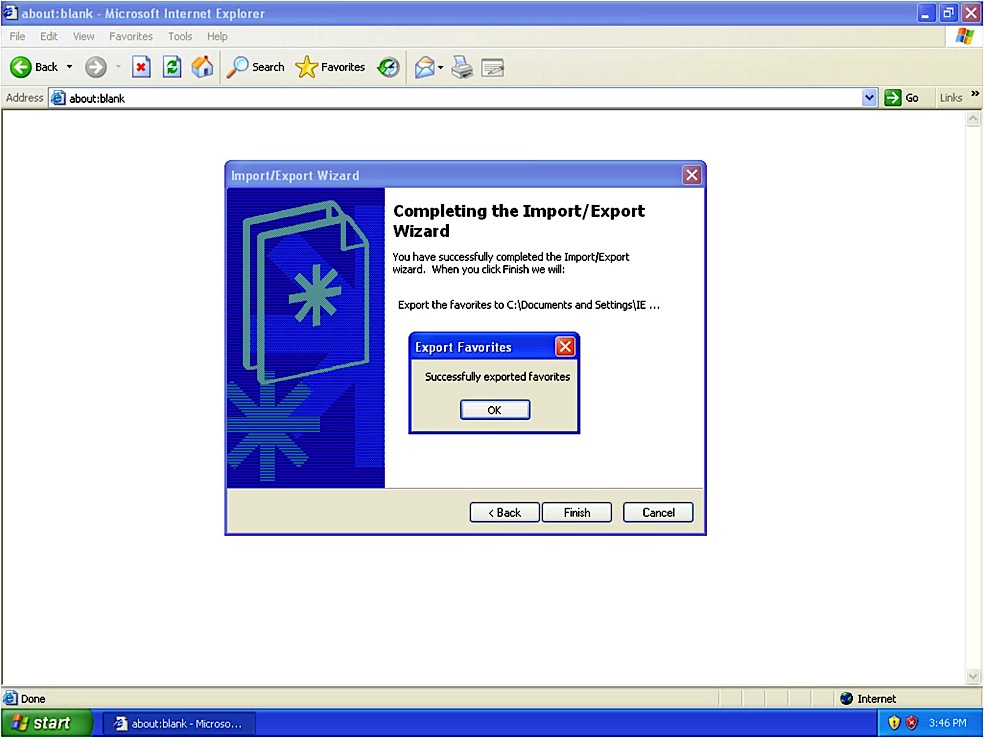 about:blank - Microsoft Internet Explorer
File Edit View Favorites Tools Help
Back Search Favorites
Address about:blank Go Links »
Import/Export Wizard
Completing the Import/Export
Wizard
You have successfully completed the Import/Export
wizard. When you click Finish we will:
Export the favorites to C:\Documents and Settings\IE ...
Export Favorites
Successfully exported favorites
OK
< Back Finish Cancel
Done Internet
start about:blank - Microso... 3:46 PM